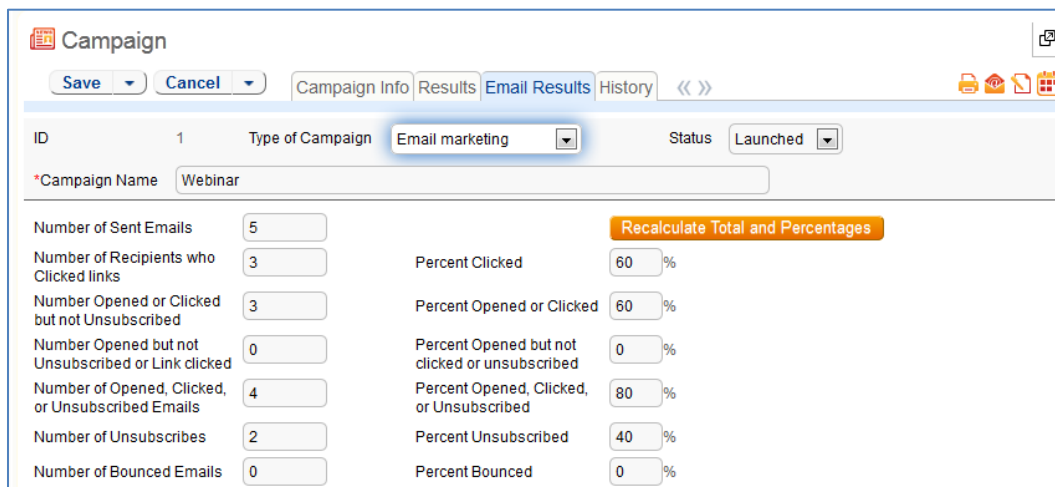 Campaign
Save Cancel Campaign Info Results Email Results History
ID 1 Type of Campaign Email marketing Status Launched
*Campaign Name Webinar
Number of Sent Emails 5 Recalculate Total and Percentages
Number of Recipients who
Clicked links 3 Percent Clicked 60 %
Number Opened or Clicked
but not Unsubscribed 3 Percent Opened or Clicked 60 %
Number Opened but not
Unsubscribed or Link clicked 0 Percent Opened but not
clicked or unsubscribed 0 %
Number of Opened, Clicked,
or Unsubscribed Emails 4 Percent Opened, Clicked,
or Unsubscribed 80 %
Number of Unsubscribes 2 Percent Unsubscribed 40 %
Number of Bounced Emails 0 Percent Bounced 0 %